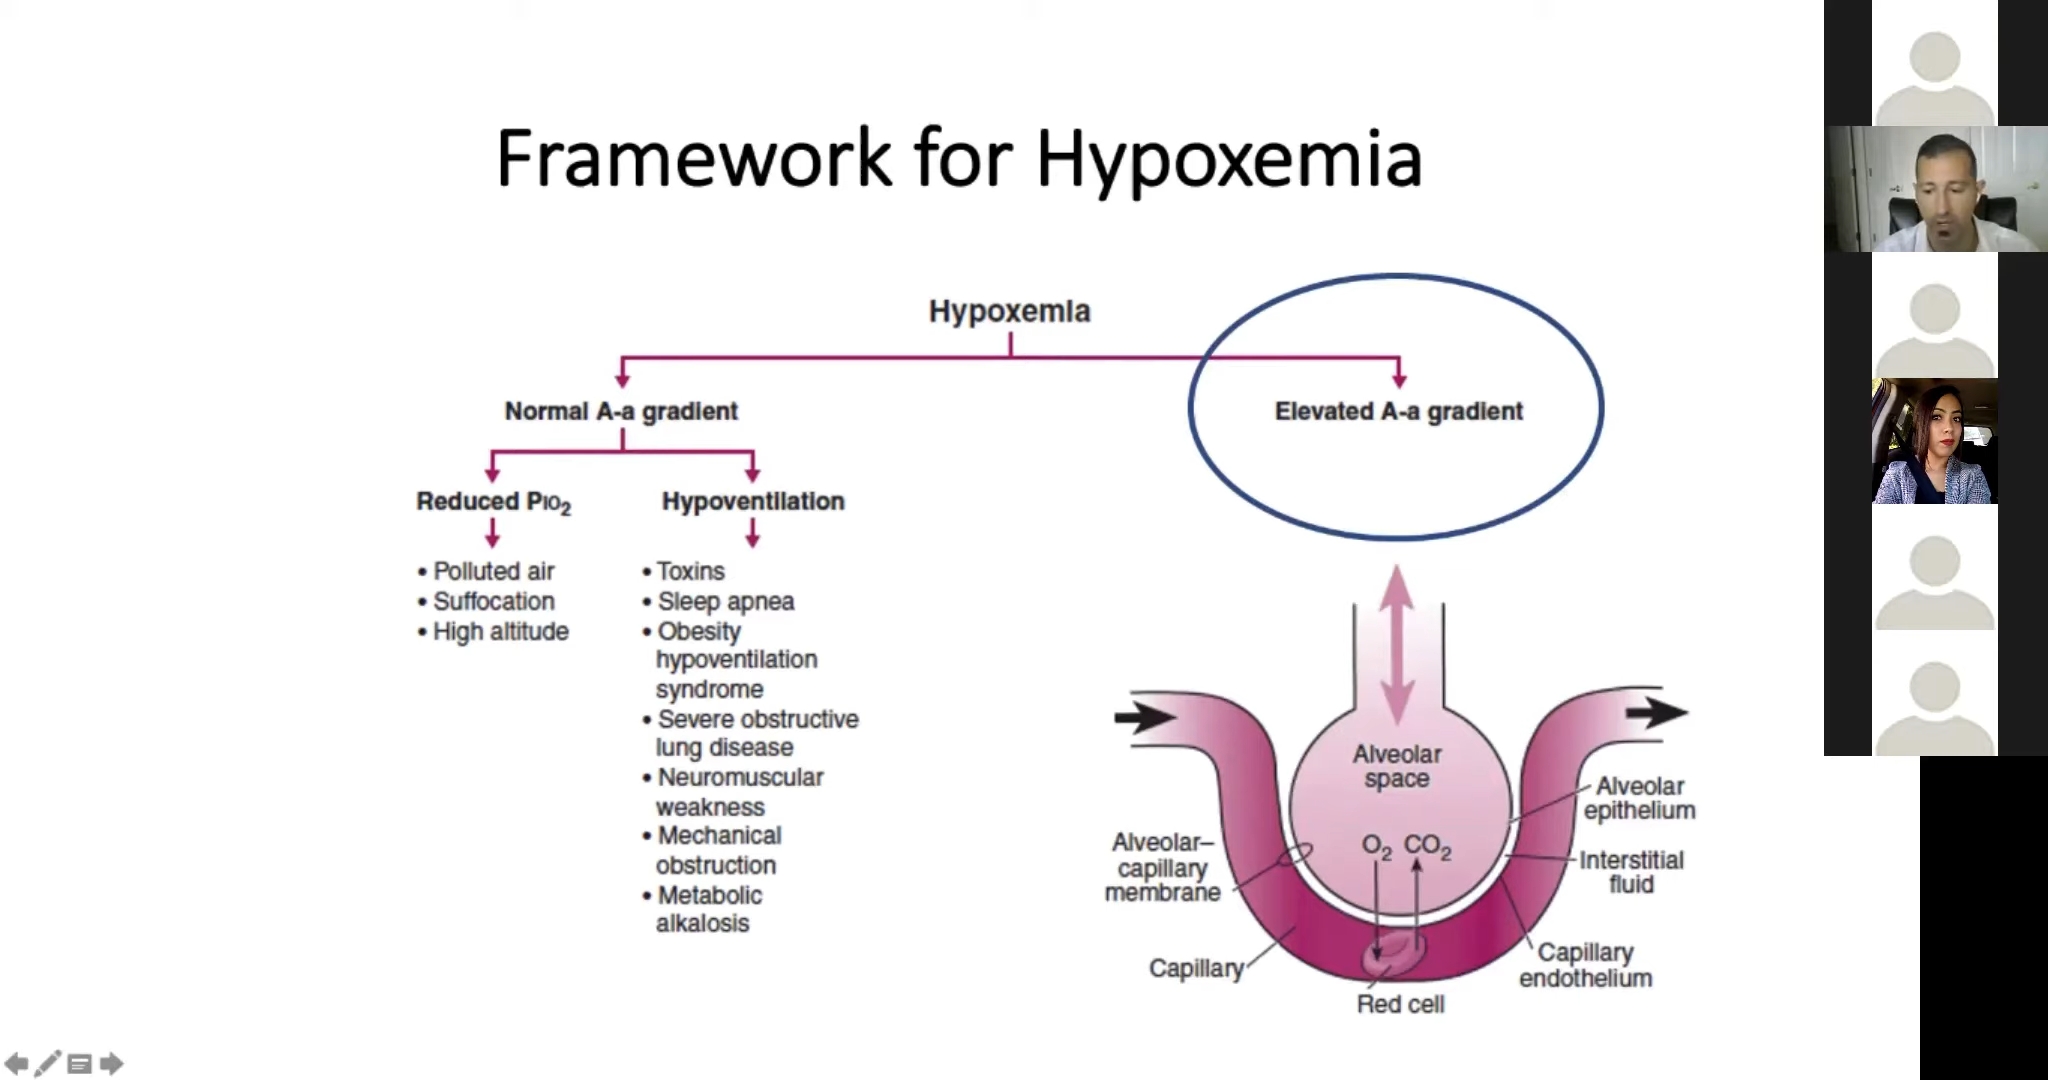 Framework for Hypoxemia
Hypoxemia
Normal A-a gradient
Elevated A-a gradient
Reduced PIO2
Hypoventilation
• Polluted air
• Suffocation
• High altitude
• Toxins
• Sleep apnea
• Obesity
hypoventilation
syndrome
• Severe obstructive
lung disease
• Neuromuscular
weakness
• Mechanical
obstruction
• Metabolic
alkalosis
Alveolar
space
O2 CO2
Alveolar–
capillary
membrane
Capillary
Red cell
Alveolar
epithelium
Interstitial
fluid
Capillary
endothelium